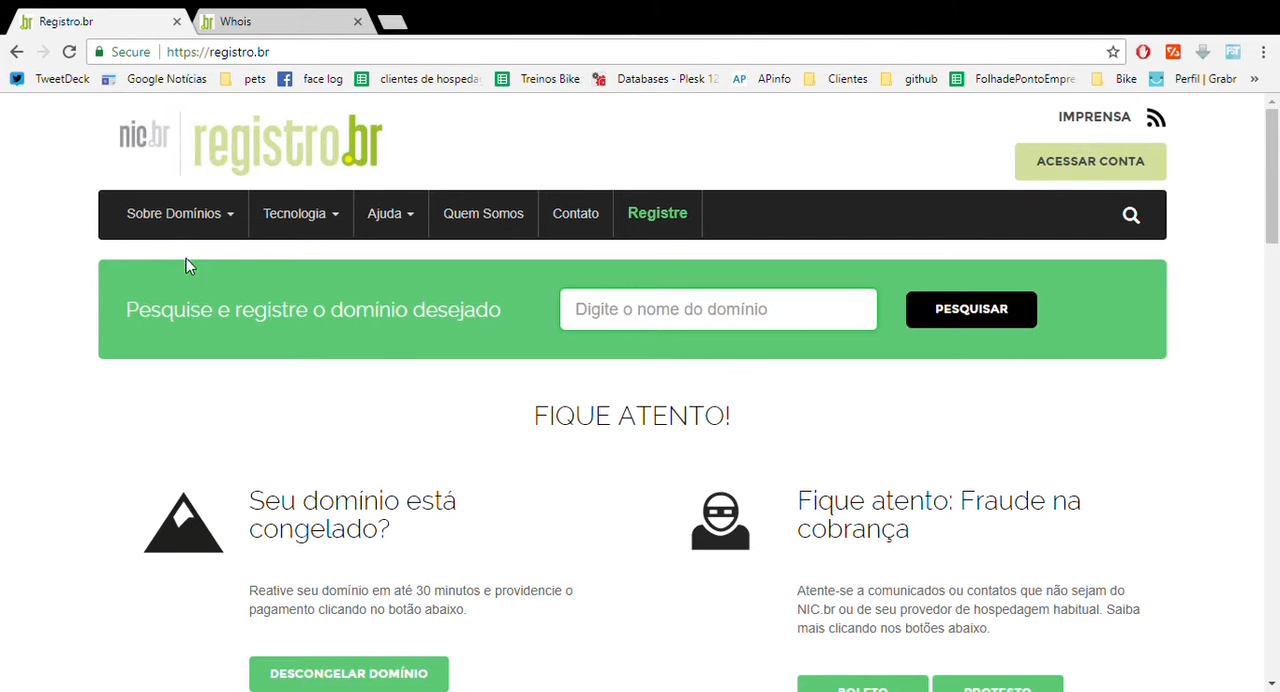 Registro.br
Whois
Secure
https://registro.br
TweetDeck
Google Notícias
pets
face log
clientes de hospeda
Treinos Bike
Databases - Plesk 12
AP
APinfo
Clientes
github
FolhadePontoEmpre
Bike
Perfil | Grabr
»
nic.br
registro.br
IMPRENSA
ACESSAR CONTA
Sobre Domínios
Tecnologia
Ajuda
Quem Somos
Contato
Registre
Pesquise e registre o domínio desejado
Digite o nome do domínio
PESQUISAR
FIQUE ATENTO!
Seu domínio está
congelado?
Reative seu domínio em até 30 minutos e providencie o
pagamento clicando no botão abaixo.
DESCONGELAR DOMÍNIO
Fique atento: Fraude na
cobrança
Atente-se a comunicados ou contatos que não sejam do
NIC.br ou de seu provedor de hospedagem habitual. Saiba
mais clicando nos botões abaixo.
BOLETO
PROTESTO